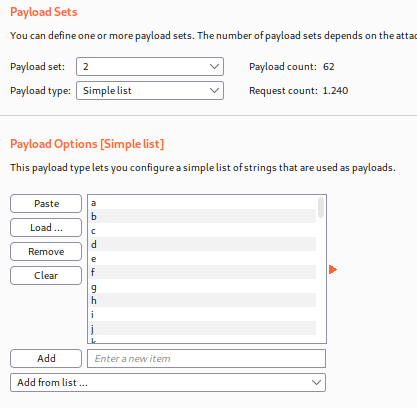 Payload Sets
You can define one or more payload sets. The number of payload sets depends on the
Payload set: 2 Payload count: 62
Payload type: Simple list Request count: 1.240
Payload Options [Simple list]
This payload type lets you configure a simple list of strings that are used as payloads.
Paste
Load ...
Remove
Clear
a
b
c
d
e
f
g
h
i
j
k
Add Enter a new item
Add from list ...